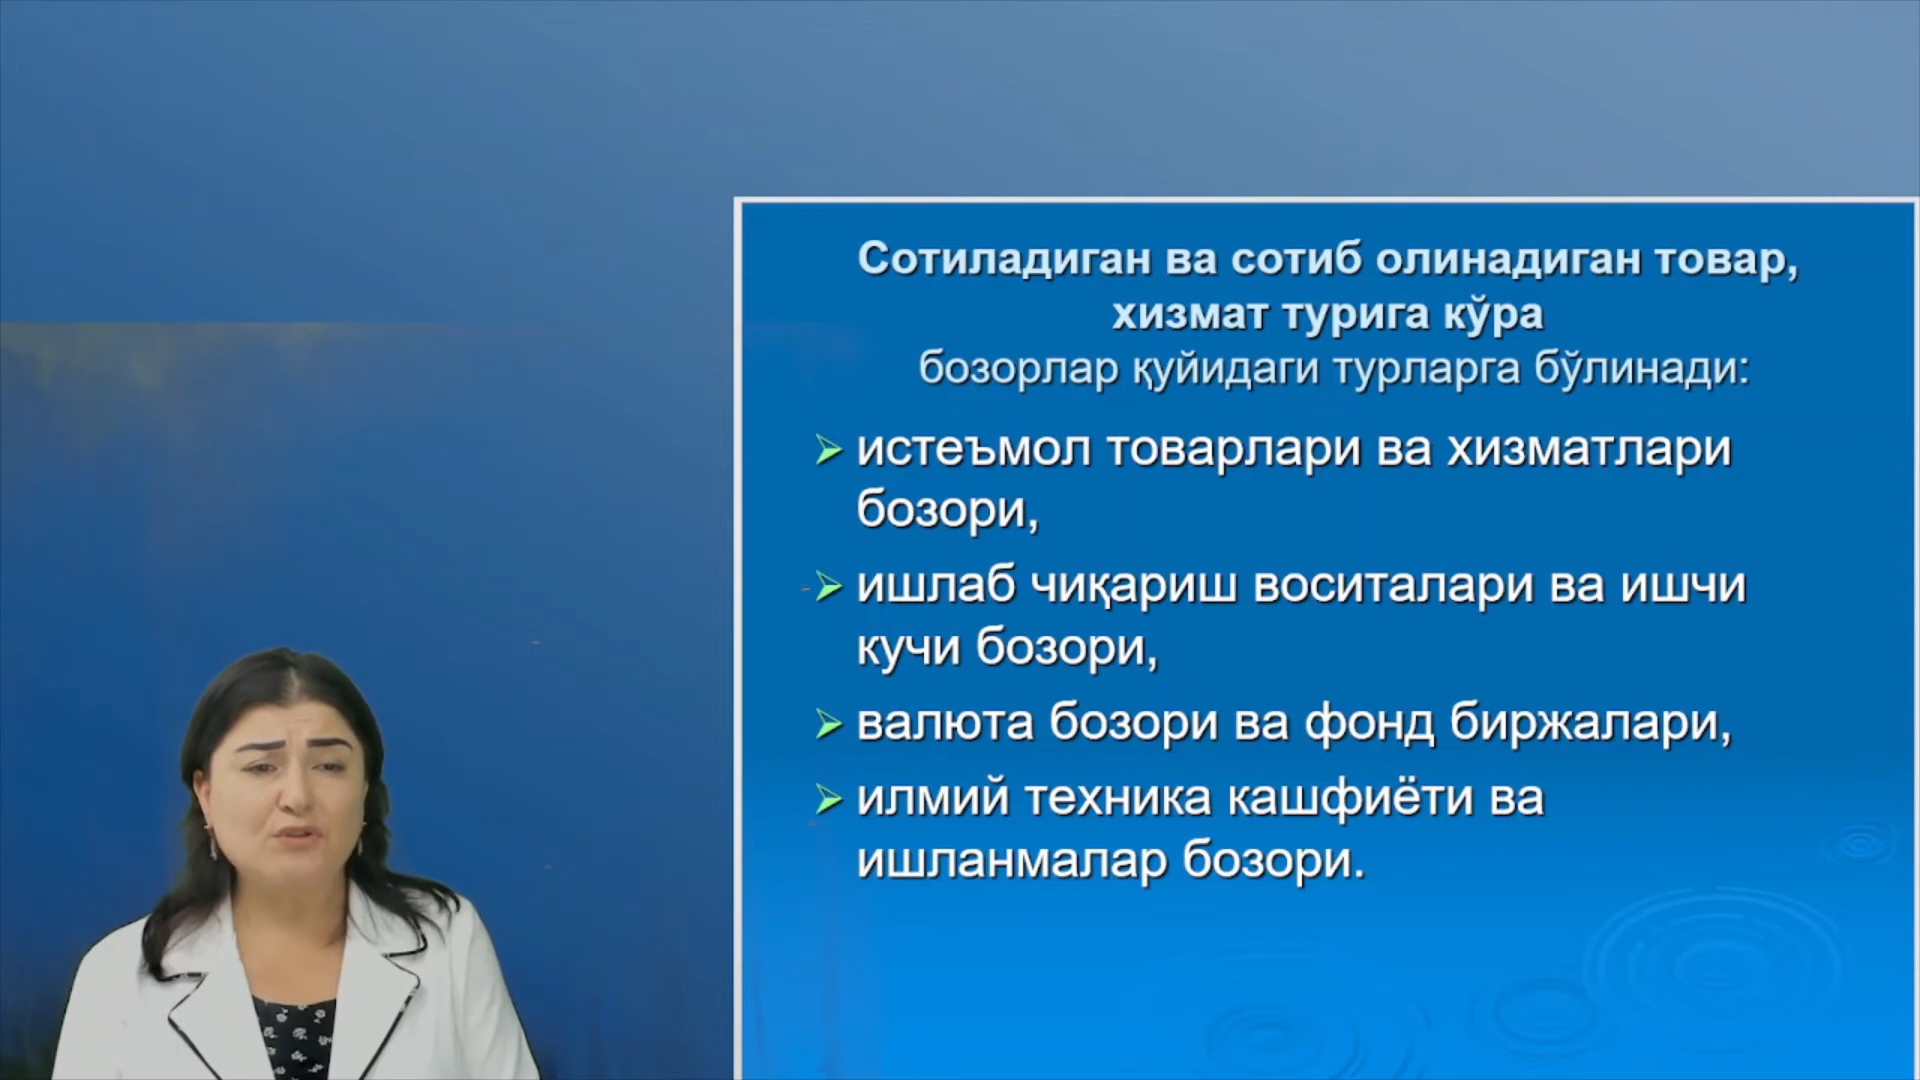 Сотиладиган ва сотиб олинадиган товар,
хизмат турига кўра
бозорлар қуйидаги турларга бўлинади:
истеъмол товарлари ва хизматлари
бозори,
ишлаб чиқариш воситалари ва ишчи
кучи бозори,
валюта бозори ва фонд биржалари,
илмий техника кашфиёти ва
ишланмалар бозори.